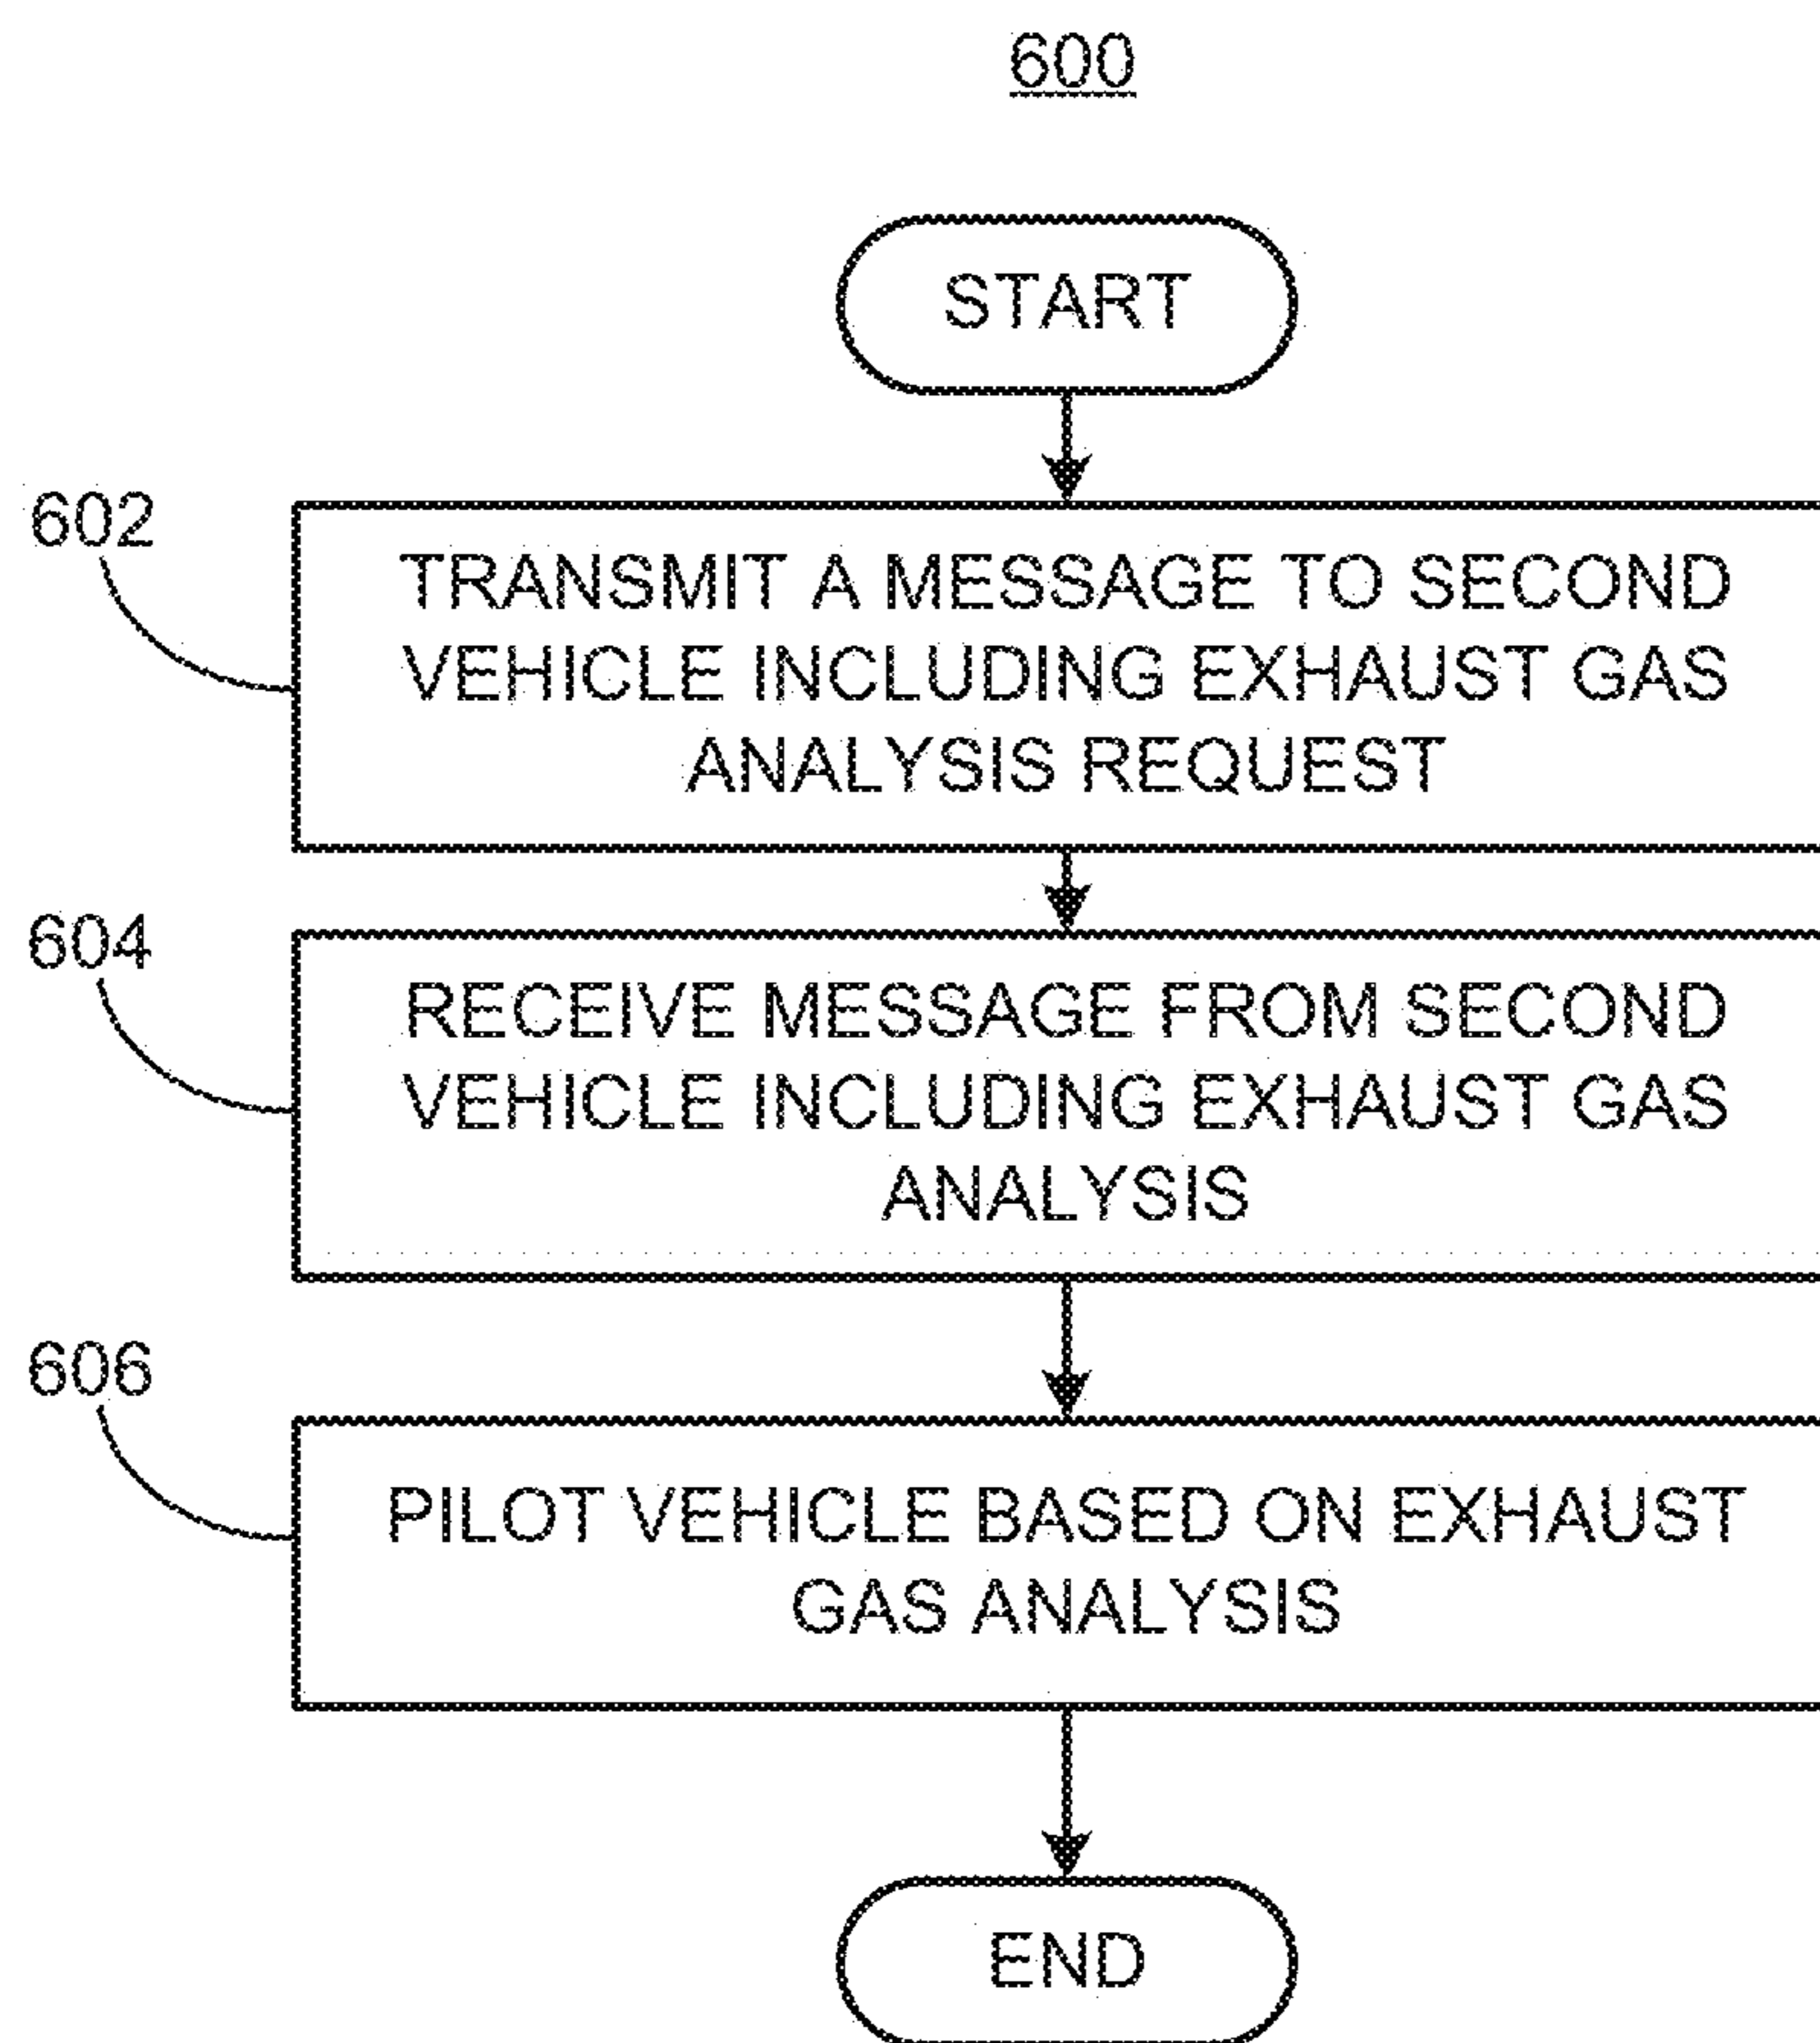 600
START
602
TRANSMIT A MESSAGE TO SECOND
VEHICLE INCLUDING EXHAUST GAS
ANALYSIS REQUEST
604
RECEIVE MESSAGE FROM SECOND
VEHICLE INCLUDING EXHAUST GAS
ANALYSIS
606
PILOT VEHICLE BASED ON EXHAUST
GAS ANALYSIS
END